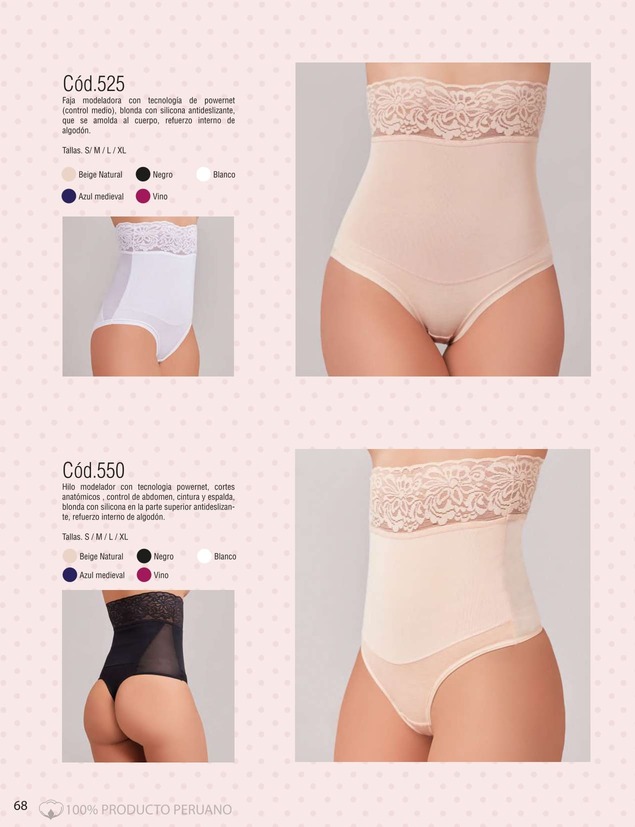 Cód.525
Faja modeladora con tecnología de powernet
(control medio), blonda con silicona antideslizante,
que se amolda al cuerpo, refuerzo interno de
algodón.
Tallas. S/ M / L / XL
Beige Natural Negro Blanco
Azul medieval Vino
Cód.550
Hilo modelador con tecnologia powernet, cortes
anatómicos , control de abdomen, cintura y espalda,
blonda con silicona en la parte superior antideslizan-
te, refuerzo interno de algodón.
Tallas. S / M / L / XL
Beige Natural Negro Blanco
Azul medieval Vino
68 100% PRODUCTO PERUANO